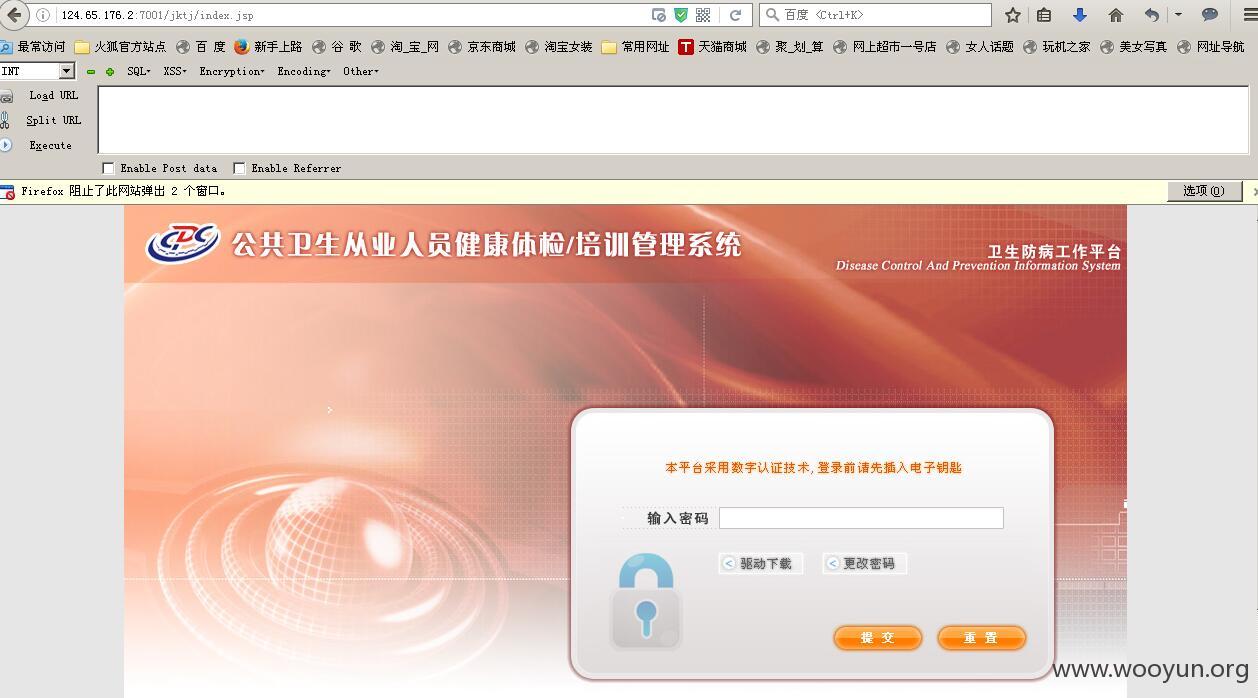 124.65.176.2:7001/jktj/index.jsp
百度 <Ctrl+K>
最常访问 火狐官方站点 百 度 新手上路 谷 歌 淘_宝_网 京东商城 淘宝女装 常用网址 T 天猫商城 聚_划_算 网上超市一号店 女人话题 玩机之家 美女写真 网址导航
INT SQL XSS Encryption Encoding Other
Load URL
Split URL
Execute
Enable Post data Enable Referrer
Firefox 阻止了此网站弹出 2 个窗口。 选项(O)
CDC 公共卫生从业人员健康体检/培训管理系统
卫生防病工作平台
Disease Control And Prevention Information System
本平台采用数字认证技术,登录前请先插入电子钥匙
输入密码
< 驱动下载 < 更改密码
提 交 重 置
www.wooyun.org